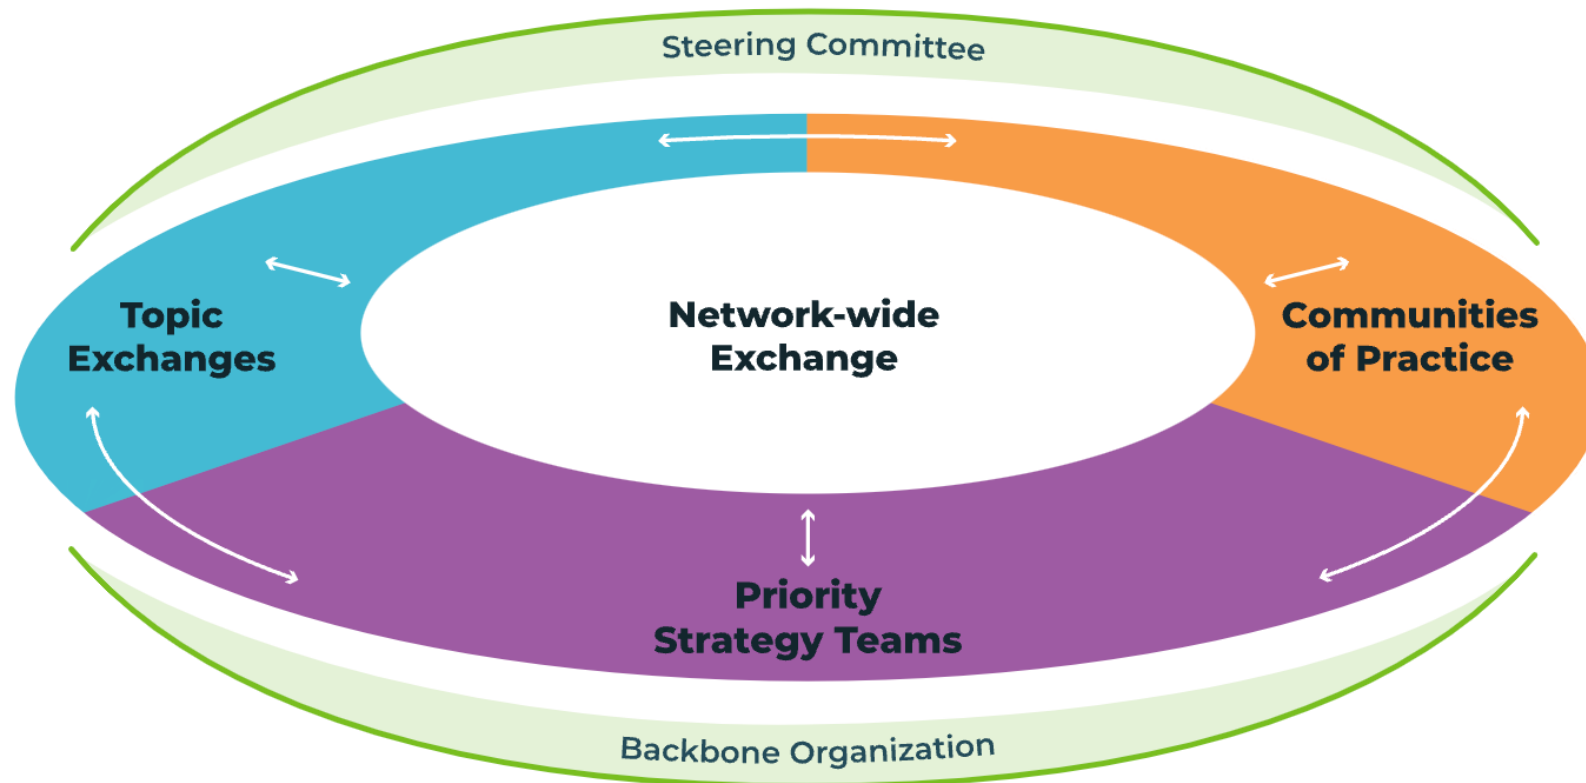 Steering Committee
Topic
Exchanges
Network-wide
Exchange
Communities
of Practice
Priority
Strategy Teams
Backbone Organization